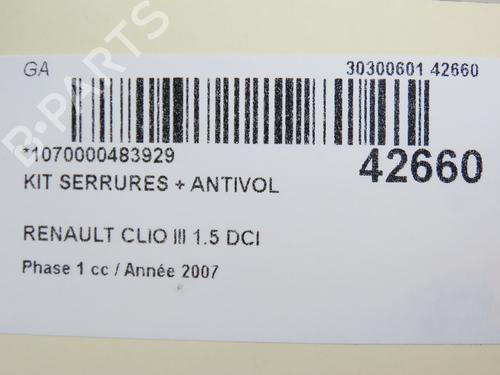 GA
30300601 42660
*1070000483929
42660
KIT SERRURES + ANTIVOL
RENAULT CLIO III 1.5 DCI
Phase 1 cc / Année 2007
B-PARTS